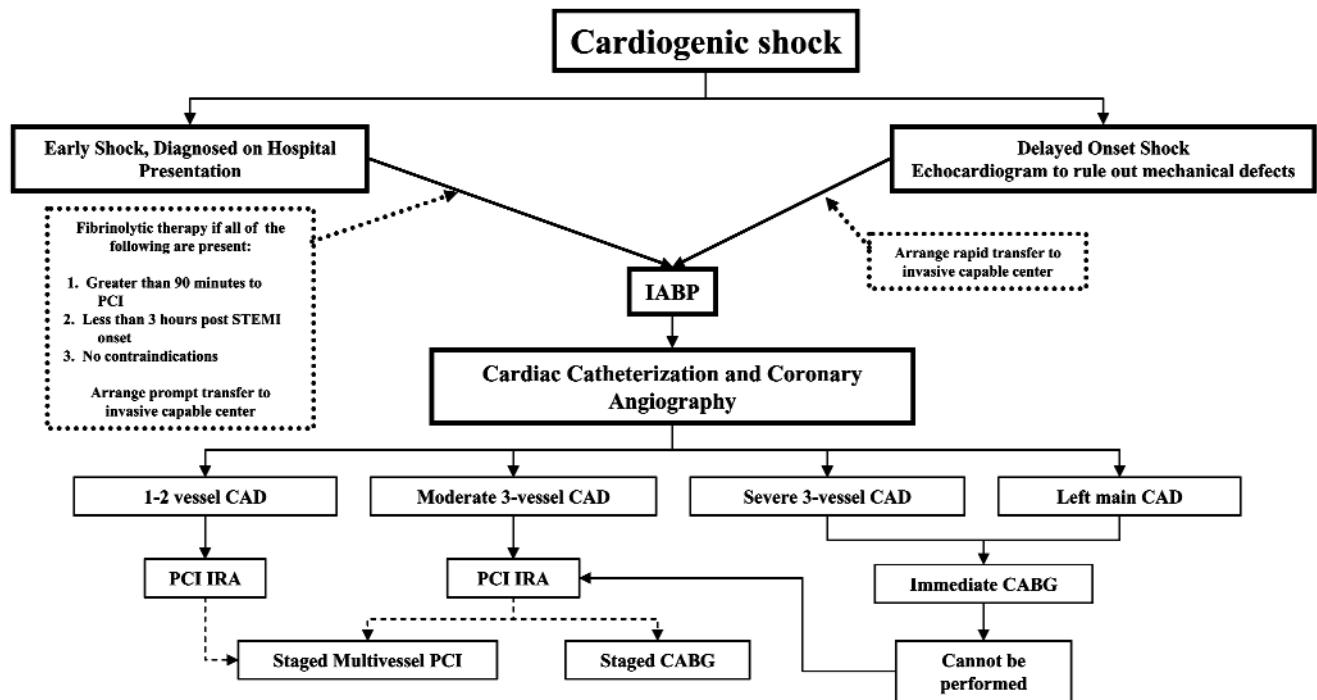 Cardiogenic shock
Early Shock, Diagnosed on Hospital
Presentation
Delayed Onset Shock
Echocardiogram to rule out mechanical defects
Fibrinolytic therapy if all of the
following are present:
1. Greater than 90 minutes to
PCI
2. Less than 3 hours post STEMI
onset
3. No contraindications
Arrange prompt transfer to
invasive capable center
Arrange rapid transfer to
invasive capable center
IABP
Cardiac Catheterization and Coronary
Angiography
1-2 vessel CAD
Moderate 3-vessel CAD
Severe 3-vessel CAD
Left main CAD
PCI IRA
PCI IRA
Immediate CABG
Staged Multivessel PCI
Staged CABG
Cannot be
performed